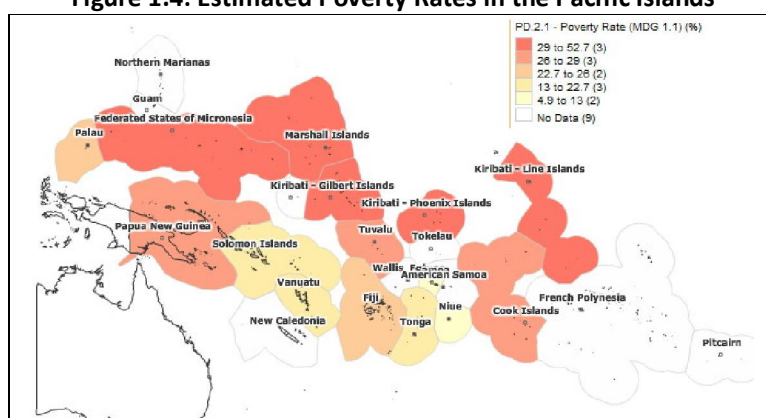 Figure 1.4: Estimated Poverty Rates in the Pacific Islands
PD.2.1 - Poverty Rate (MDG 1.1) (%)
29 to 52.7 (3)
26 to 29 (3)
22.7 to 26 (2)
13 to 22.7 (3)
4.9 to 13 (2)
No Data (9)
Northern Marianas
Guam
Federated States of Micronesia
Palau
Marshall Islands
Kiribati - Line Islands
Kiribati - Gilbert Islands
Kiribati - Phoenix Islands
Papua New Guinea
Tuvalu
Tokelau
Solomon Islands
Wallis
American Samoa
Vanuatu
Fiji
French Polynesia
New Caledonia
Tonga
Niue
Cook Islands
Pitcairn